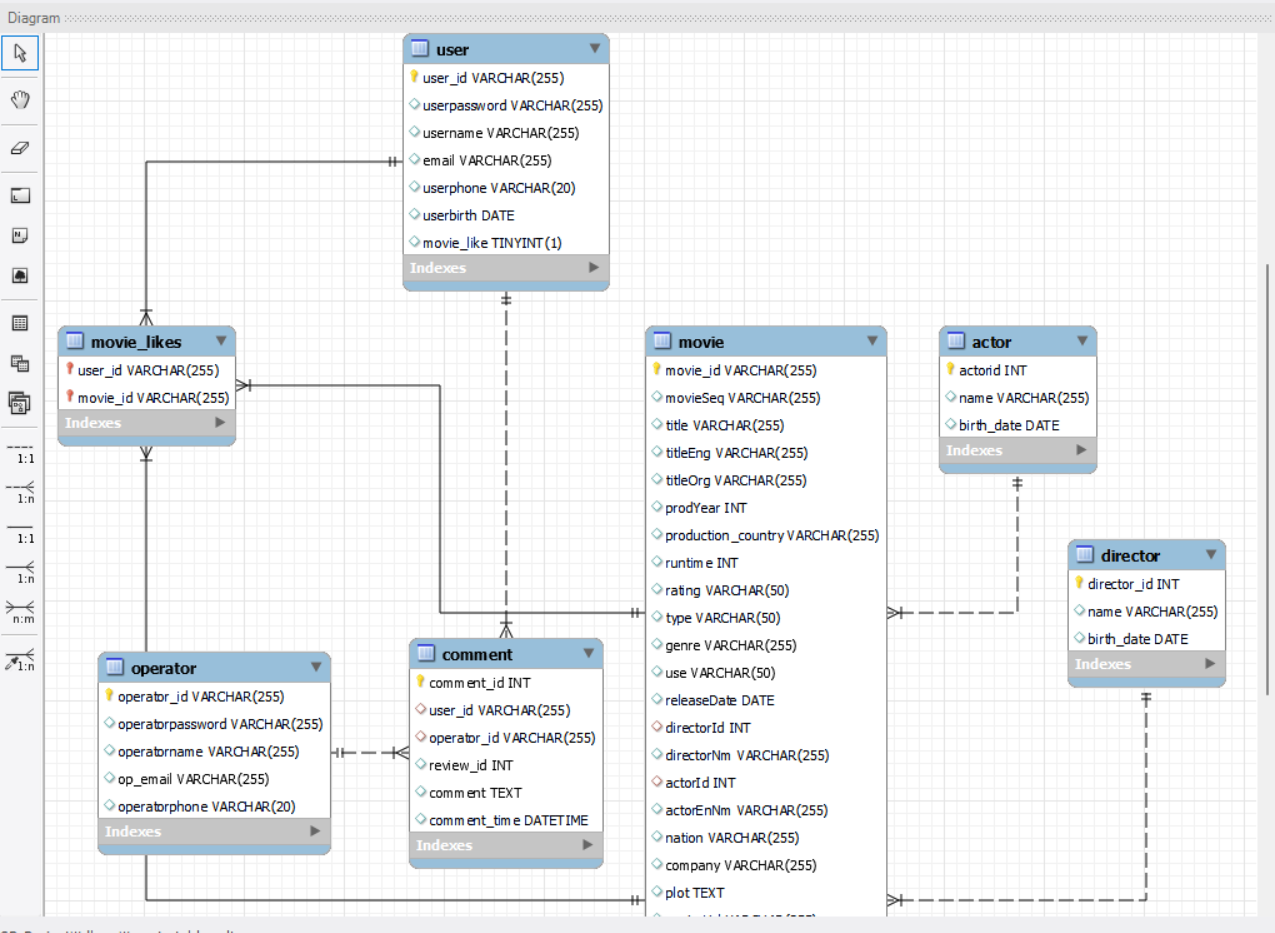 Diagram
user
user_id VARCHAR(255)
userpassword VARCHAR(255)
username VARCHAR(255)
email VARCHAR(255)
userphone VARCHAR(20)
userbirth DATE
movie_like TINYINT(1)
Indexes
movie_likes
user_id VARCHAR(255)
movie_id VARCHAR(255)
Indexes
movie
movie_id VARCHAR(255)
movieSeq VARCHAR(255)
title VARCHAR(255)
titleEng VARCHAR(255)
titleOrg VARCHAR(255)
prodYear INT
production_country VARCHAR(255)
runtime INT
rating VARCHAR(50)
type VARCHAR(50)
genre VARCHAR(255)
use VARCHAR(50)
releaseDate DATE
directorId INT
directorNm VARCHAR(255)
actorId INT
actorEnNm VARCHAR(255)
nation VARCHAR(255)
company VARCHAR(255)
plot TEXT
actor
actorid INT
name VARCHAR(255)
birth_date DATE
Indexes
director
director_id INT
name VARCHAR(255)
birth_date DATE
Indexes
operator
operator_id VARCHAR(255)
operatorpassword VARCHAR(255)
operatorname VARCHAR(255)
op_email VARCHAR(255)
operatorphone VARCHAR(20)
Indexes
comment
comment_id INT
user_id VARCHAR(255)
operator_id VARCHAR(255)
review_id INT
comment TEXT
comment_time DATETIME
Indexes
1:1
1:n
1:1
1:n
n:m
1:n